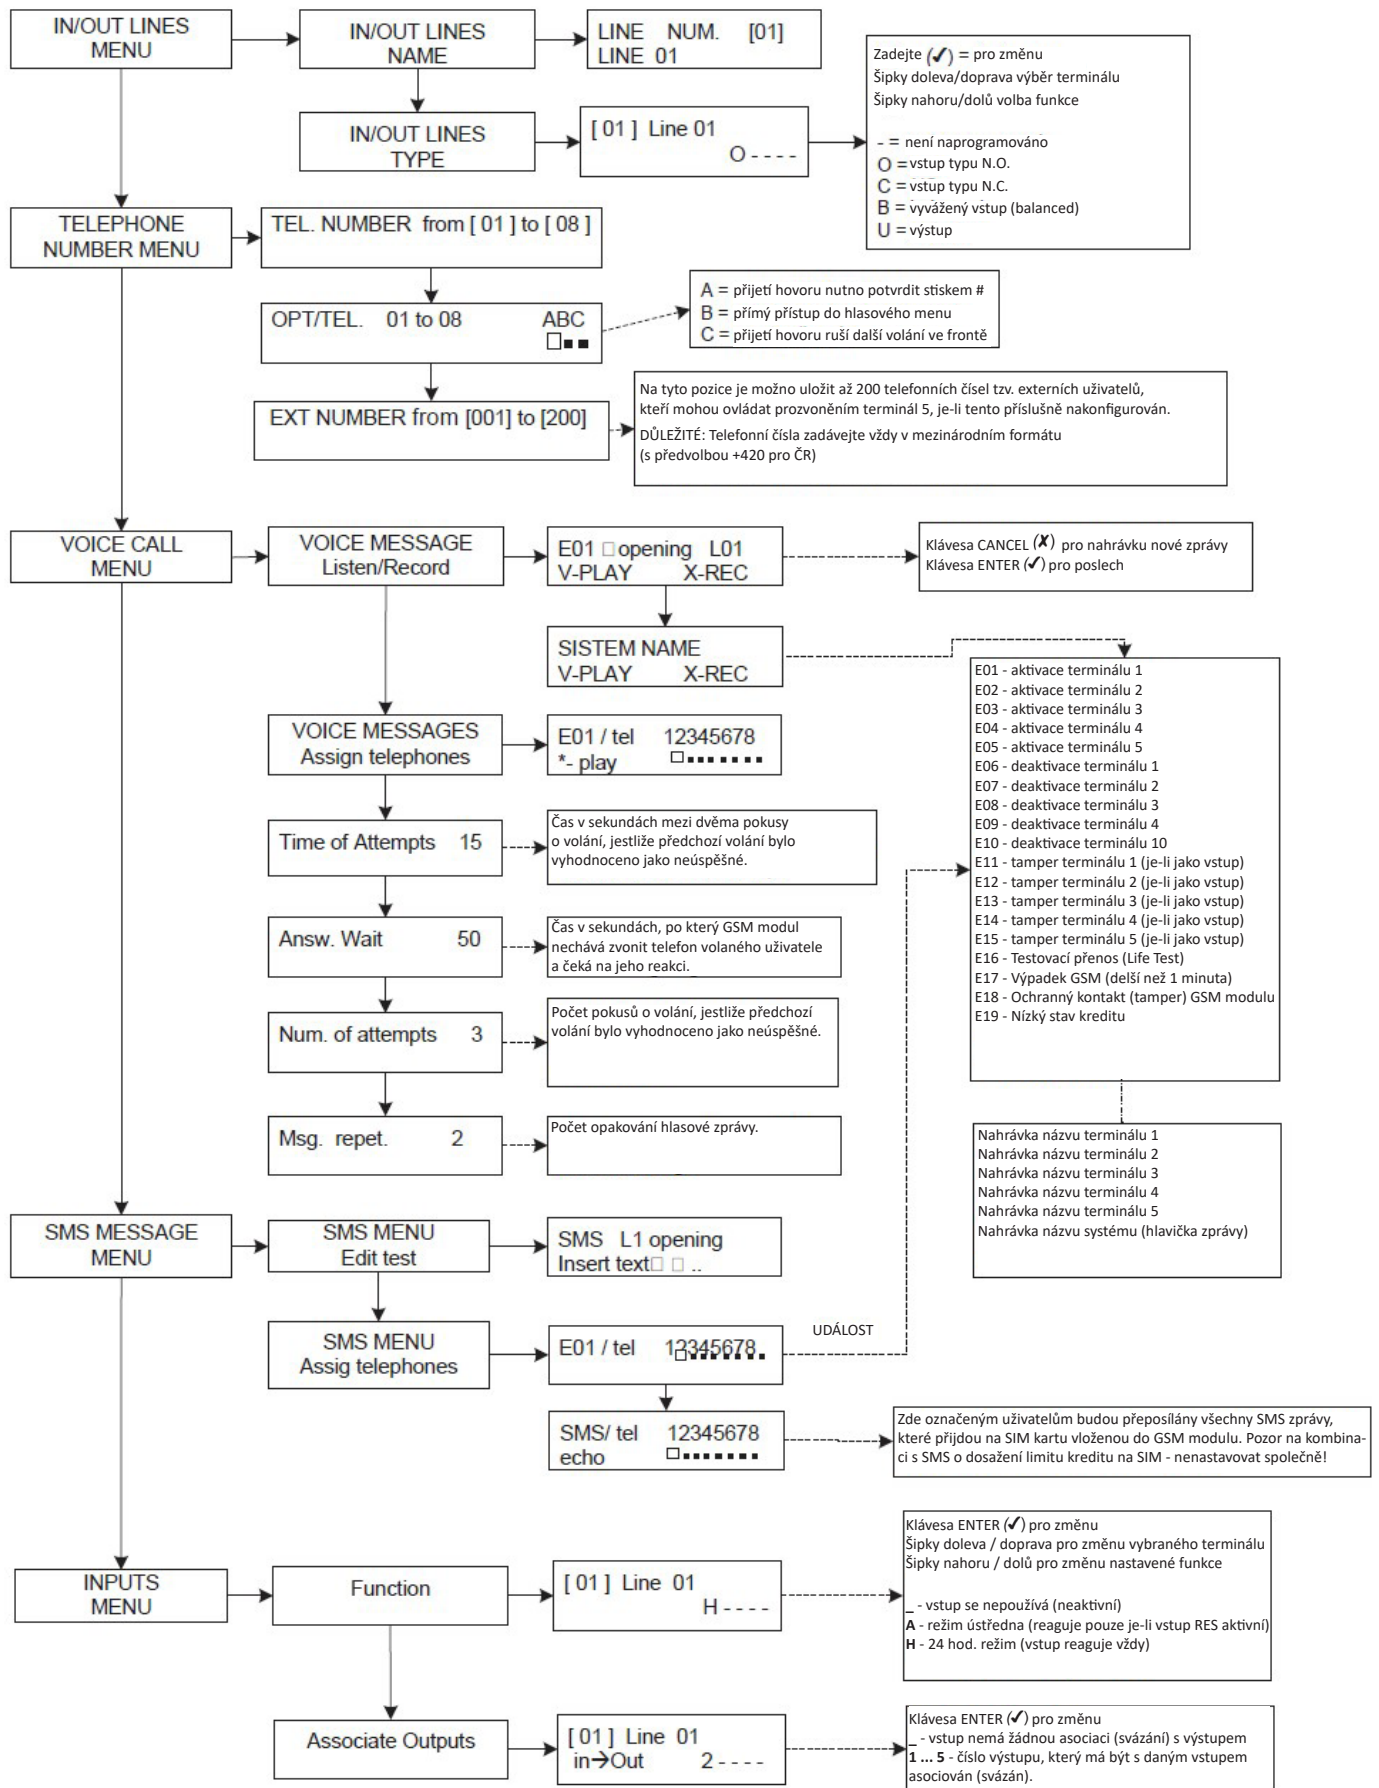 IN/OUT LINES
MENU
IN/OUT LINES
NAME
LINE NUM. [01]
LINE 01
IN/OUT LINES
TYPE
[ 01 ] Line 01
O - - - -
Zadejte (✓) = pro změnu
Šipky doleva/doprava výběr terminálu
Šipky nahoru/dolů volba funkce
- = není naprogramováno
O = vstup typu N.O.
C = vstup typu N.C.
B = vyvážený vstup (balanced)
U = výstup
TELEPHONE
NUMBER MENU
TEL. NUMBER from [ 01 ] to [ 08 ]
OPT/TEL. 01 to 08 ABC
□■■
A = přijetí hovoru nutno potvrdit stiskem #
B = přímý přístup do hlasového menu
C = přijetí hovoru ruší další volání ve frontě
EXT NUMBER from [001] to [200]
Na tyto pozice je možno uložit až 200 telefonních čísel tzv. externích uživatelů,
kteří mohou ovládat prozvoněním terminál 5, je-li tento příslušně nakonfigurován.
DŮLEŽITÉ: Telefonní čísla zadávejte vždy v mezinárodním formátu
(s předvolbou +420 pro ČR)
VOICE CALL
MENU
VOICE MESSAGE
Listen/Record
E01 □ opening L01
V-PLAY X-REC
Klávesa CANCEL (✗) pro nahrávku nové zprávy
Klávesa ENTER (✓) pro poslech
SISTEM NAME
V-PLAY X-REC
E01 - aktivace terminálu 1
E02 - aktivace terminálu 2
E03 - aktivace terminálu 3
E04 - aktivace terminálu 4
E05 - aktivace terminálu 5
E06 - deaktivace terminálu 1
E07 - deaktivace terminálu 2
E08 - deaktivace terminálu 3
E09 - deaktivace terminálu 4
E10 - deaktivace terminálu 10
E11 - tamper terminálu 1 (je-li jako vstup)
E12 - tamper terminálu 2 (je-li jako vstup)
E13 - tamper terminálu 3 (je-li jako vstup)
E14 - tamper terminálu 4 (je-li jako vstup)
E15 - tamper terminálu 5 (je-li jako vstup)
E16 - Testovací přenos (Life Test)
E17 - Výpadek GSM (delší než 1 minuta)
E18 - Ochranný kontakt (tamper) GSM modulu
E19 - Nízký stav kreditu
VOICE MESSAGES
Assign telephones
E01 / tel 12345678
*- play □■■■■■■■
Time of Attempts 15
Čas v sekundách mezi dvěma pokusy
o volání, jestliže předchozí volání bylo
vyhodnoceno jako neúspěšné.
Answ. Wait 50
Čas v sekundách, po který GSM modul
nechává zvonit telefon volaného uživatele
a čeká na jeho reakci.
Num. of attempts 3
Počet pokusů o volání, jestliže předchozí
volání bylo vyhodnoceno jako neúspěšné.
Msg. repet. 2
Počet opakování hlasové zprávy.
Nahrávka názvu terminálu 1
Nahrávka názvu terminálu 2
Nahrávka názvu terminálu 3
Nahrávka názvu terminálu 4
Nahrávka názvu terminálu 5
Nahrávka názvu systému (hlavička zprávy)
SMS MESSAGE
MENU
SMS MENU
Edit test
SMS L1 opening
Insert text□ □ ..
SMS MENU
Assig telephones
E01 / tel 12345678
□■■■■■■■
UDÁLOST
SMS/ tel 12345678
echo □■■■■■■■
Zde označeným uživatelům budou přeposílány všechny SMS zprávy,
které přijdou na SIM kartu vloženou do GSM modulu. Pozor na kombina-
ci s SMS o dosažení limitu kreditu na SIM - nenastavovat společně!
INPUTS
MENU
Function
[ 01 ] Line 01
H - - - -
Klávesa ENTER (✓) pro změnu
Šipky doleva / doprava pro změnu vybraného terminálu
Šipky nahoru / dolů pro změnu nastavené funkce
_ - vstup se nepoužívá (neaktivní)
A - režim ústředna (reaguje pouze je-li vstup RES aktivní)
H - 24 hod. režim (vstup reaguje vždy)
Associate Outputs
[ 01 ] Line 01
in→Out 2 - - - -
Klávesa ENTER (✓) pro změnu
_ - vstup nemá žádnou asociaci (svázání) s výstupem
1 ... 5 - číslo výstupu, který má být s daným vstupem
asociován (svázán).